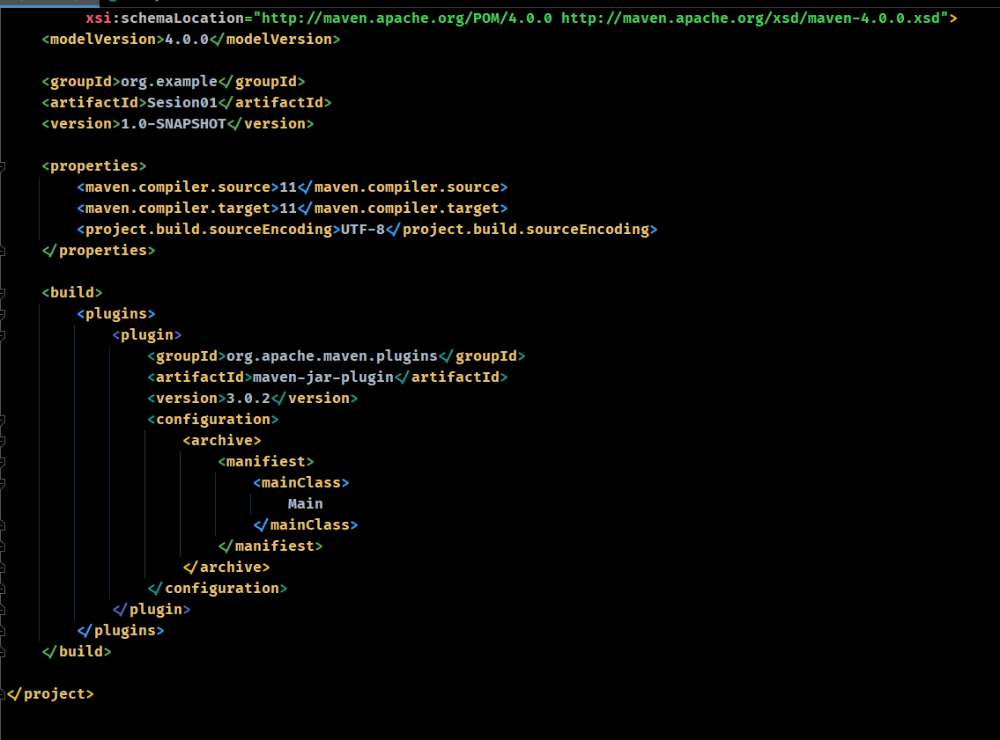 xsi:schemaLocation="http://maven.apache.org/POM/4.0.0 http://maven.apache.org/xsd/maven-4.0.0.xsd">
<modelVersion>4.0.0</modelVersion>
<groupId>org.example</groupId>
<artifactId>Sesion01</artifactId>
<version>1.0-SNAPSHOT</version>
<properties>
<maven.compiler.source>11</maven.compiler.source>
<maven.compiler.target>11</maven.compiler.target>
<project.build.sourceEncoding>UTF-8</project.build.sourceEncoding>
</properties>
<build>
<plugins>
<plugin>
<groupId>org.apache.maven.plugins</groupId>
<artifactId>maven-jar-plugin</artifactId>
<version>3.0.2</version>
<configuration>
<archive>
<manifiest>
<mainClass>
Main
</mainClass>
</manifiest>
</archive>
</configuration>
</plugin>
</plugins>
</build>
</project>